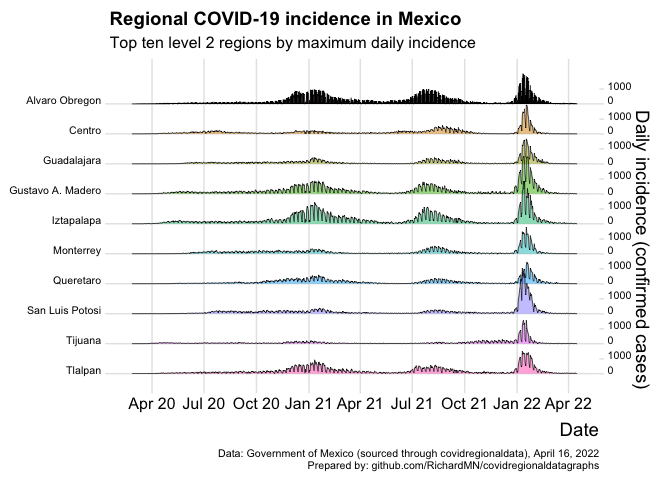 Regional COVID-19 incidence in Mexico
Top ten level 2 regions by maximum daily incidence
Alvaro Obregon
Centro
Guadalajara
Gustavo A. Madero
Iztapalapa
Monterrey
Queretaro
San Luis Potosi
Tijuana
Tlalpan
1000
0
1000
0
1000
0
1000
0
1000
0
1000
0
1000
0
1000
0
1000
0
1000
0
Daily incidence (confirmed cases)
Apr 20 Jul 20 Oct 20 Jan 21 Apr 21 Jul 21 Oct 21 Jan 22 Apr 22
Date
Data: Government of Mexico (sourced through covidregionaldata), April 16, 2022
Prepared by: github.com/RichardMN/covidregionaldatagraphs